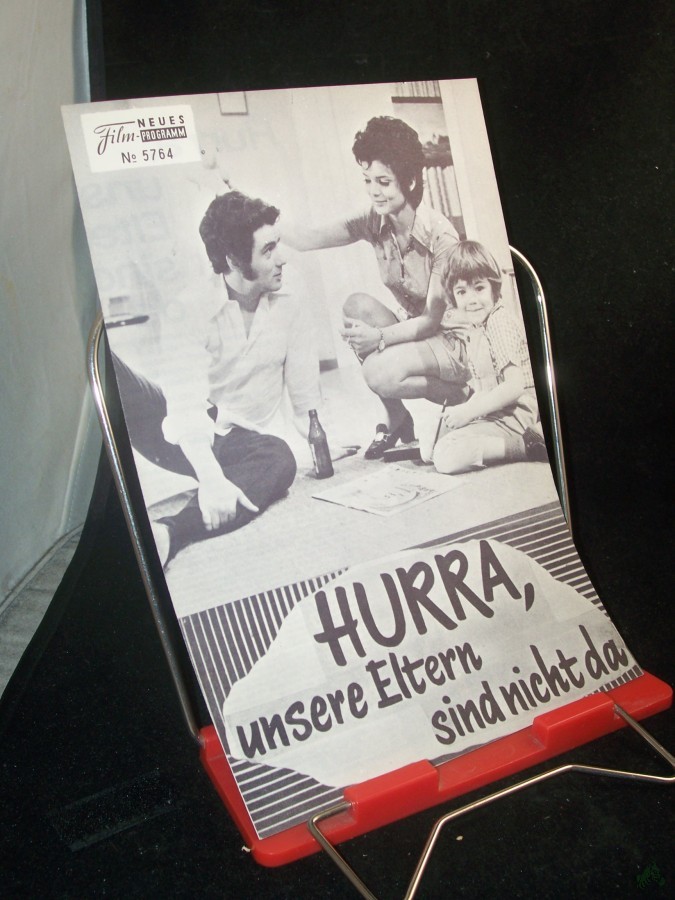 NEUES
Film-PROGRAMM
No 5764
HURRA,
unsere Eltern
sind nicht da